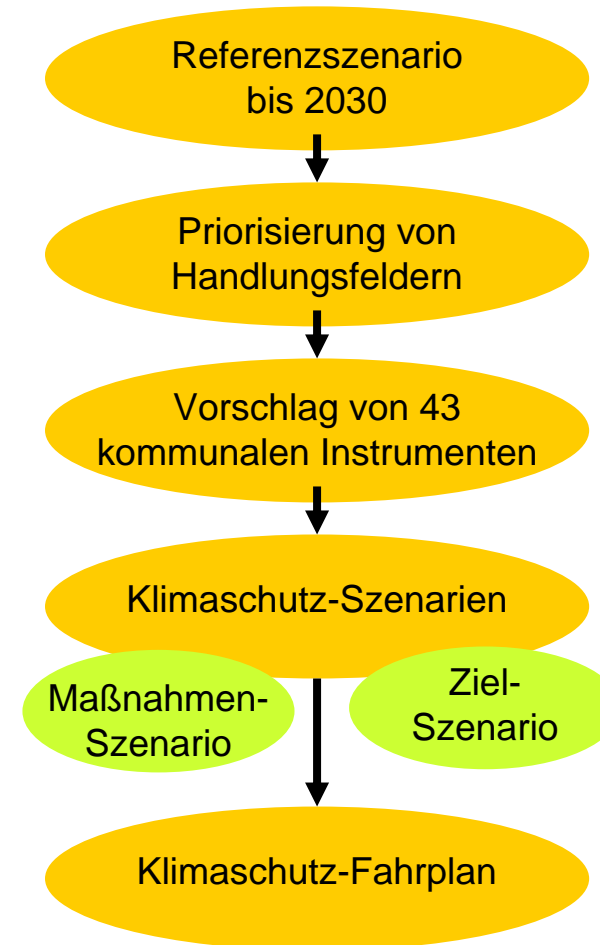 Referenzszenario
bis 2030
Priorisierung von
Handlungsfeldern
Vorschlag von 43
kommunalen Instrumenten
Klimaschutz-Szenarien
Maßnahmen-
Szenario
Ziel-
Szenario
Klimaschutz-Fahrplan